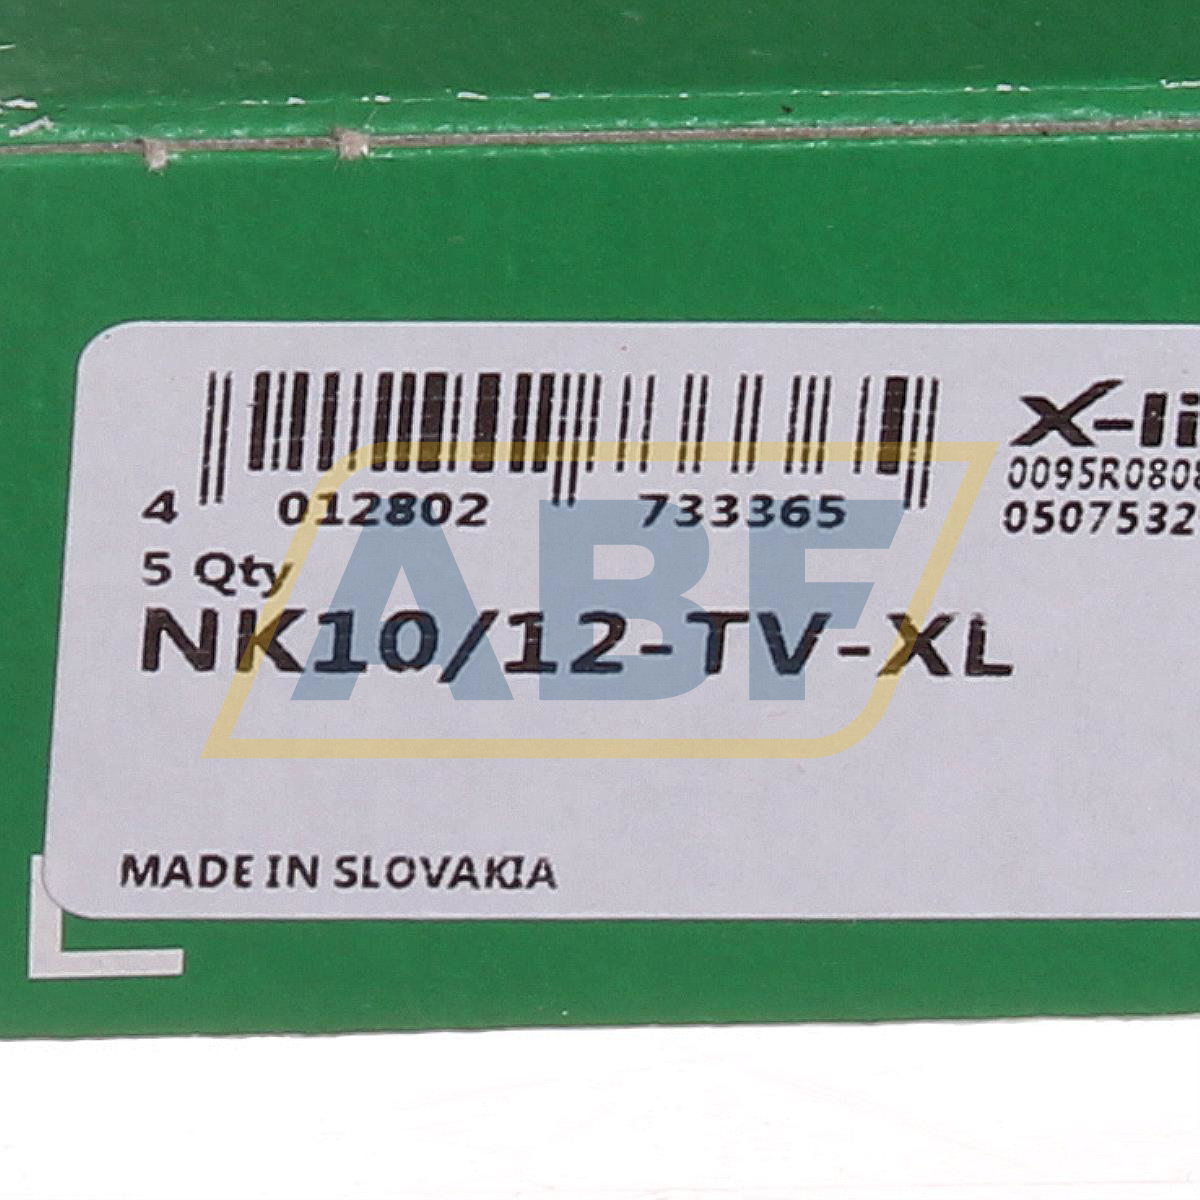 X-li
0095R0808
0507532
4 012802 733365
5 Qty
NK10/12-TV-XL
ABF
MADE IN SLOVAKIA